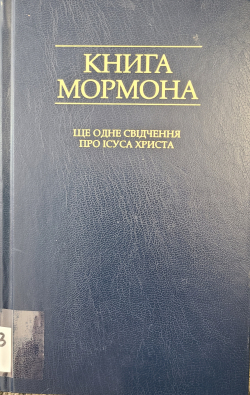 КНИГА
МОРМОНА
ЩЕ ОДНЕ СВІДЧЕННЯ
ПРО ІСУСА ХРИСТА